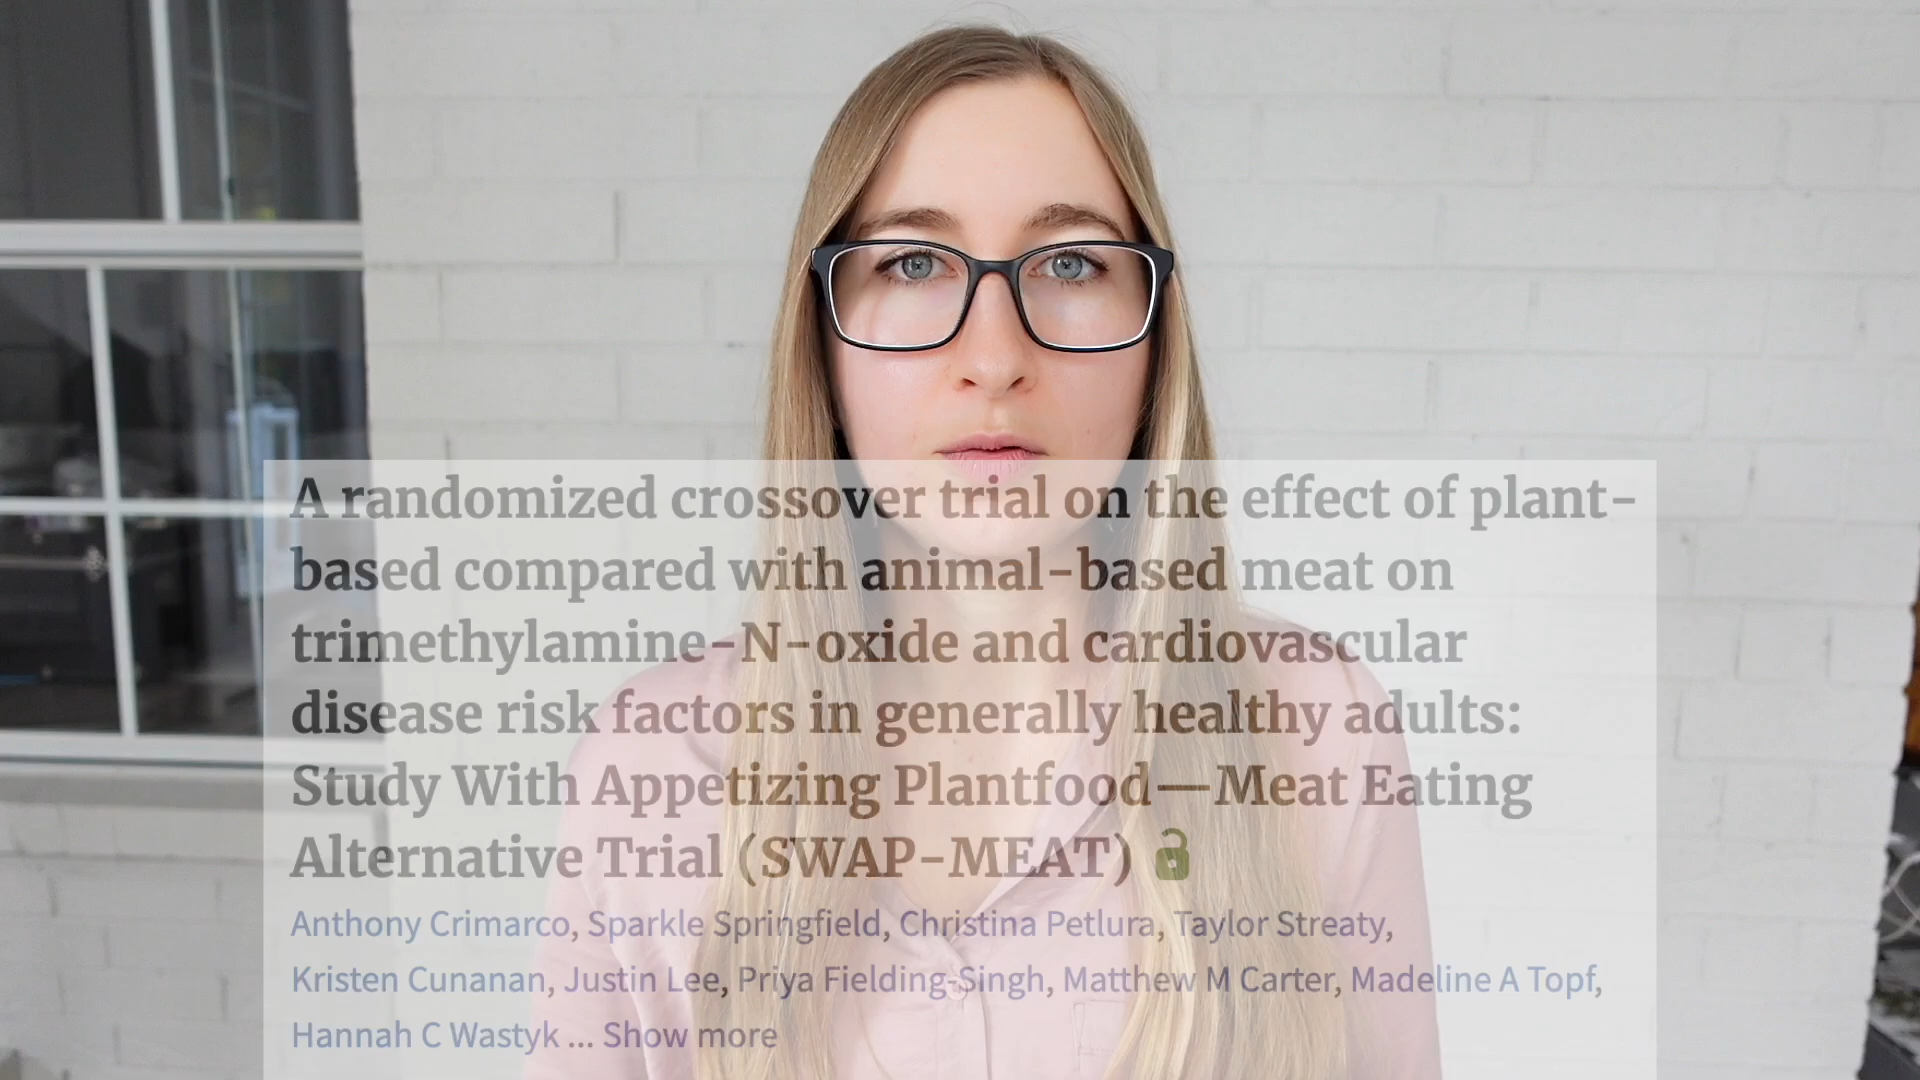 A randomized crossover trial on the effect of plant-
based compared with animal-based meat on
trimethylamine-N-oxide and cardiovascular
disease risk factors in generally healthy adults:
Study With Appetizing Plantfood—Meat Eating
Alternative Trial (SWAP-MEAT)
Anthony Crimarco, Sparkle Springfield, Christina Petlura, Taylor Streaty,
Kristen Cunanan, Justin Lee, Priya Fielding-Singh, Matthew M Carter, Madeline A Topf,
Hannah C Wastyk ... Show more